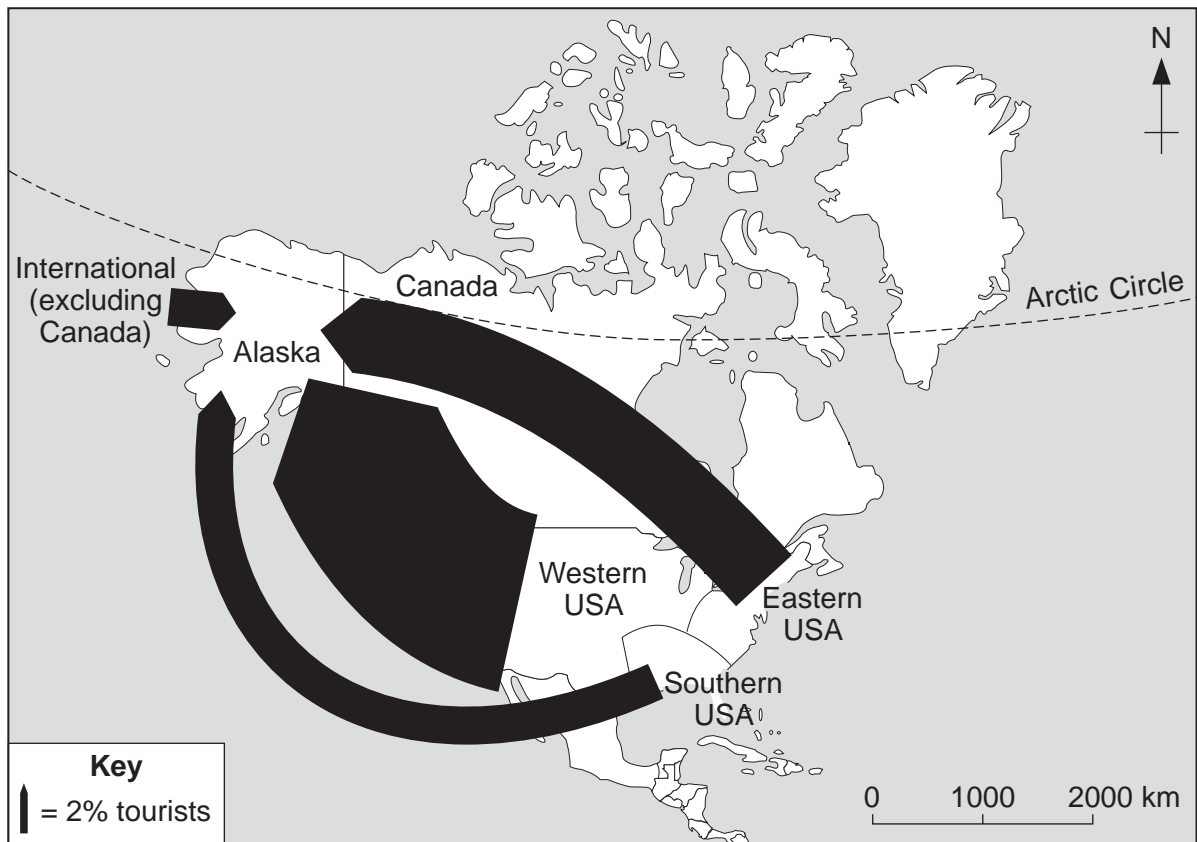 N
International
(excluding
Canada)
Canada
Arctic Circle
Alaska
Western
USA
Eastern
USA
Southern
USA
Key
= 2% tourists
0 1000 2000 km